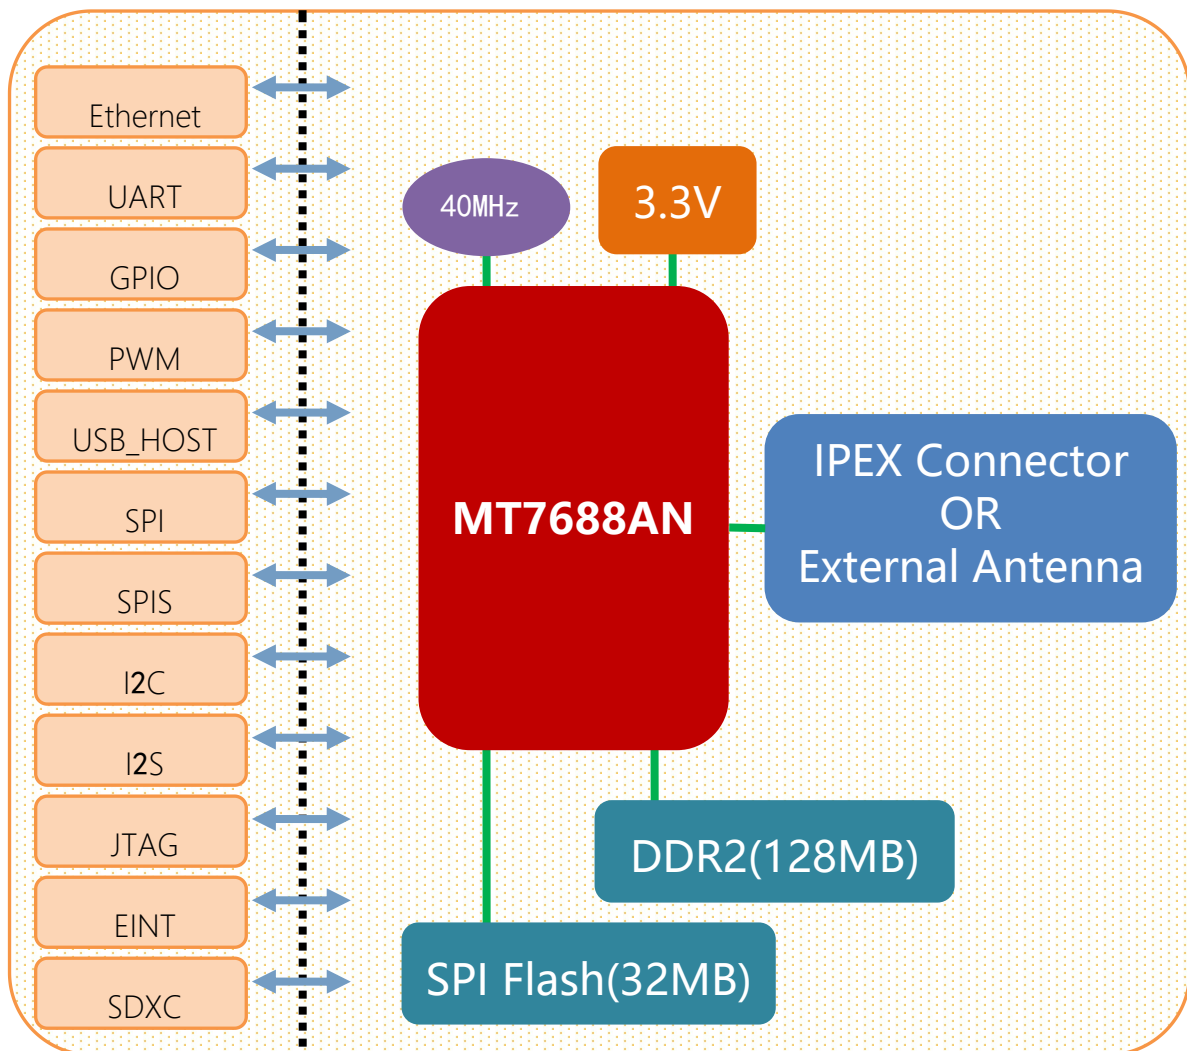 Ethernet
UART
GPIO
PWM
USB_HOST
SPI
SPIS
I2C
I2S
JTAG
EINT
SDXC
40MHz
3.3V
MT7688AN
IPEX Connector
OR
External Antenna
DDR2(128MB)
SPI Flash(32MB)